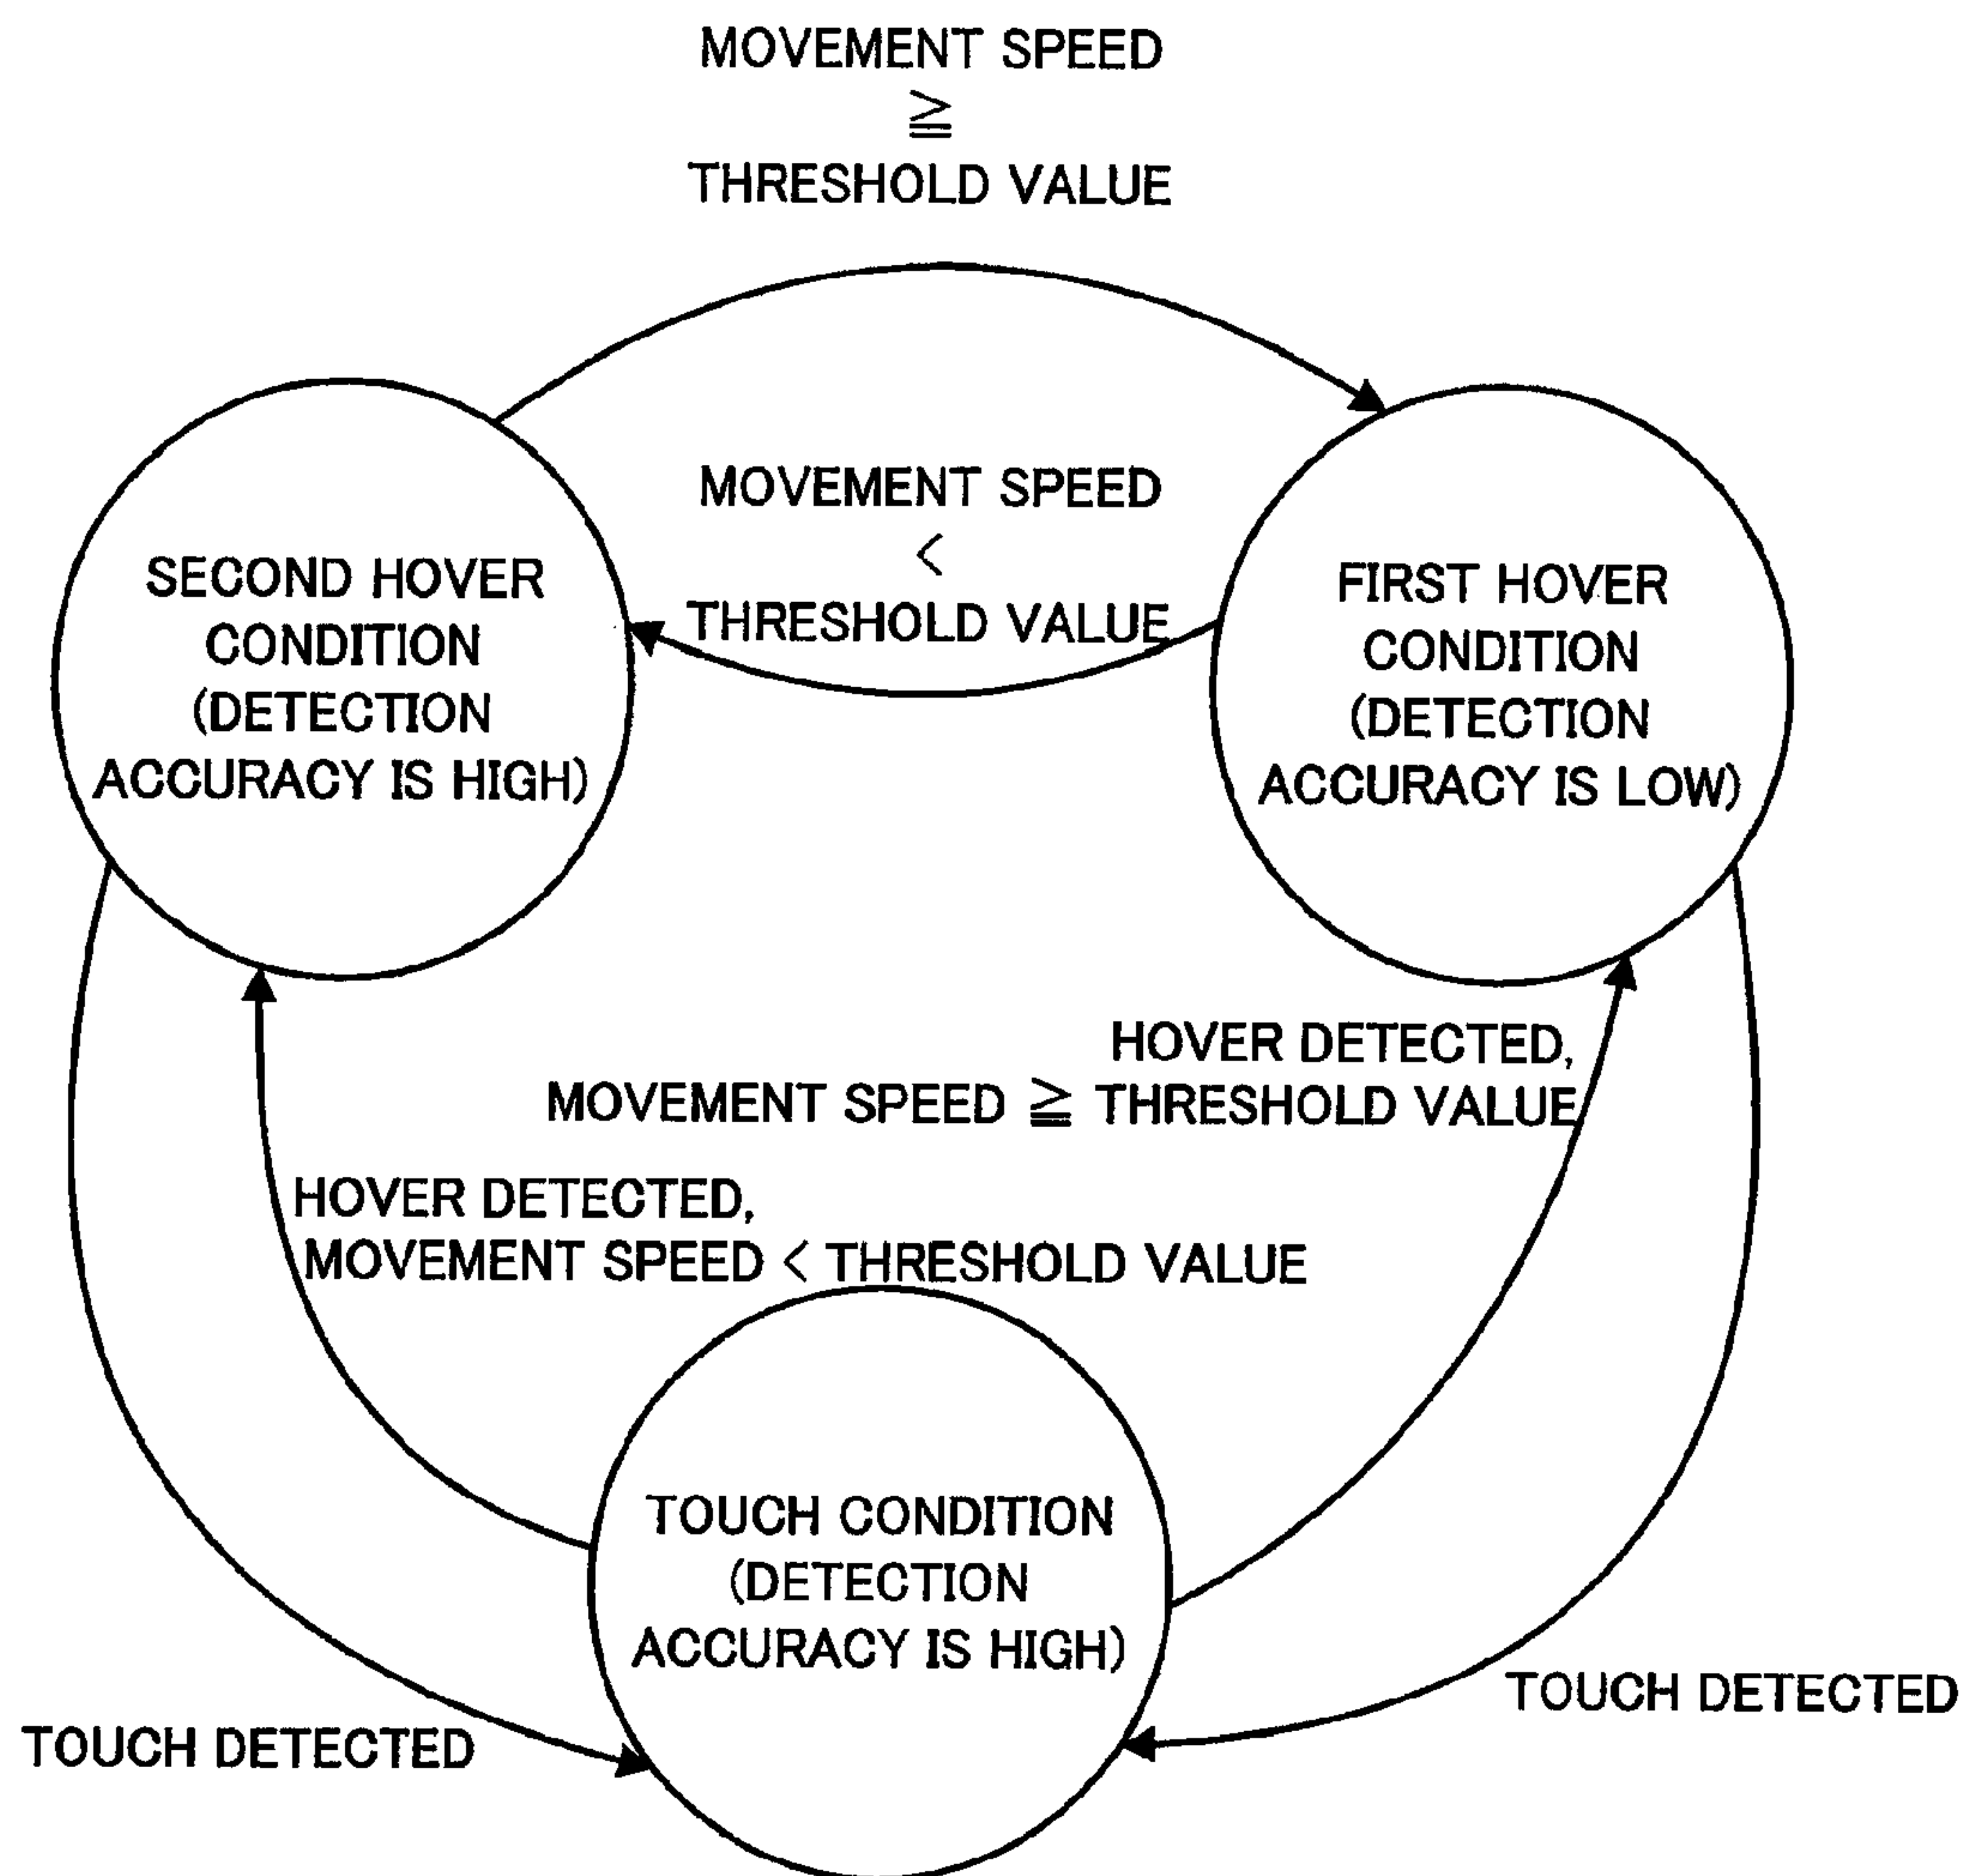 MOVEMENT SPEED
≧
THRESHOLD VALUE
MOVEMENT SPEED
<
THRESHOLD VALUE
SECOND HOVER
CONDITION
(DETECTION
ACCURACY IS HIGH)
FIRST HOVER
CONDITION
(DETECTION
ACCURACY IS LOW)
HOVER DETECTED,
MOVEMENT SPEED ≧ THRESHOLD VALUE
HOVER DETECTED,
MOVEMENT SPEED < THRESHOLD VALUE
TOUCH CONDITION
(DETECTION
ACCURACY IS HIGH)
TOUCH DETECTED
TOUCH DETECTED